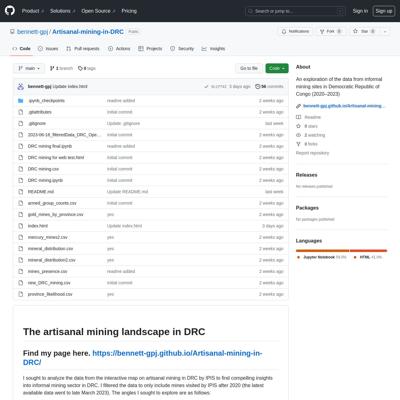 Product
Solutions
Open Source
Pricing
Search or jump to...
/
Sign in
Sign up
bennett-gpj / Artisanal-mining-in-DRC
Public
Notifications
Fork 0
Star 0
Code
Issues
Pull requests
Actions
Projects
Security
Insights
main
1 branch
0 tags
Go to file
Code
bennett-gpj Update index.html
3 days ago
56 commits
.ipynb_checkpoints
readme added
2 weeks ago
.gitattributes
initial commit
2 weeks ago
.gitignore
Update .gitignore
last week
2023-06-18_filteredData_DRC_Ope...
initial commit
2 weeks ago
DRC mining final.ipynb
readme added
2 weeks ago
DRC mining for web test.html
initial commit
2 weeks ago
DRC mining.csv
initial commit
2 weeks ago
DRC mining.ipynb
initial commit
2 weeks ago
README.md
Update README.md
last week
armed_group_counts.csv
initial commit
2 weeks ago
gold_mines_by_province.csv
yes
2 weeks ago
index.html
Update index.html
3 days ago
mercury_mines2.csv
yes
2 weeks ago
mineral_distribution.csv
yes
2 weeks ago
mineral_distribution2.csv
yes
2 weeks ago
mines_presence.csv
readme added
2 weeks ago
new_DRC_mining.csv
initial commit
2 weeks ago
province_likelihood.csv
yes
2 weeks ago
About
An exploration of the data from informal
mining sites in Democratic Republic of
Congo (2020–2023)
bennett-gpj.github.io/Artisanal-mining...
Readme
0 stars
2 watching
0 forks
Report repository
Releases
No releases published
Packages
No packages published
Languages
Jupyter Notebook
HTML
The artisanal mining landscape in DRC
Find my page here. https://bennett-gpj.github.io/Artisanal-mining-in-
DRC/
I sought to analyze the data from the interactive map on artisanal mining in DRC by IPIS to find compelling insights
into informal mining sector in DRC. I filtered the data to only include mines visited by IPIS after 2020 (the latest
available data went to late March 2023). The angles I sought to explore are as follows: